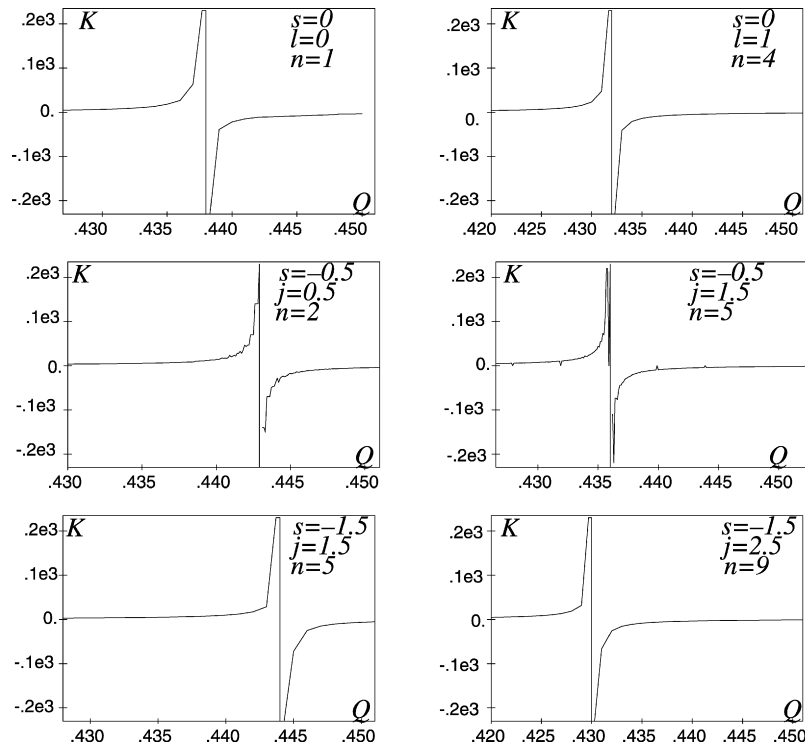 K
.2e3
s=0
l=0
n=1
.1e3
0.
-.1e3
-.2e3
Q
.430
.435
.440
.445
.450
K
.2e3
s=0
l=1
n=4
.1e3
0.
-.1e3
-.2e3
Q
.420
.425
.430
.435
.440
.445
.450
K
.2e3
s=–0.5
j=0.5
n=2
.1e3
0.
-.1e3
-.2e3
Q
.430
.435
.440
.445
.450
K
.2e3
s=–0.5
j=1.5
n=5
.1e3
0.
-.1e3
-.2e3
Q
.430
.435
.440
.445
.450
K
.2e3
s=–1.5
j=1.5
n=5
.1e3
0.
-.1e3
-.2e3
Q
.430
.435
.440
.445
.450
K
.2e3
s=–1.5
j=2.5
n=9
.1e3
0.
-.1e3
-.2e3
Q
.420
.425
.430
.435
.440
.445
.450